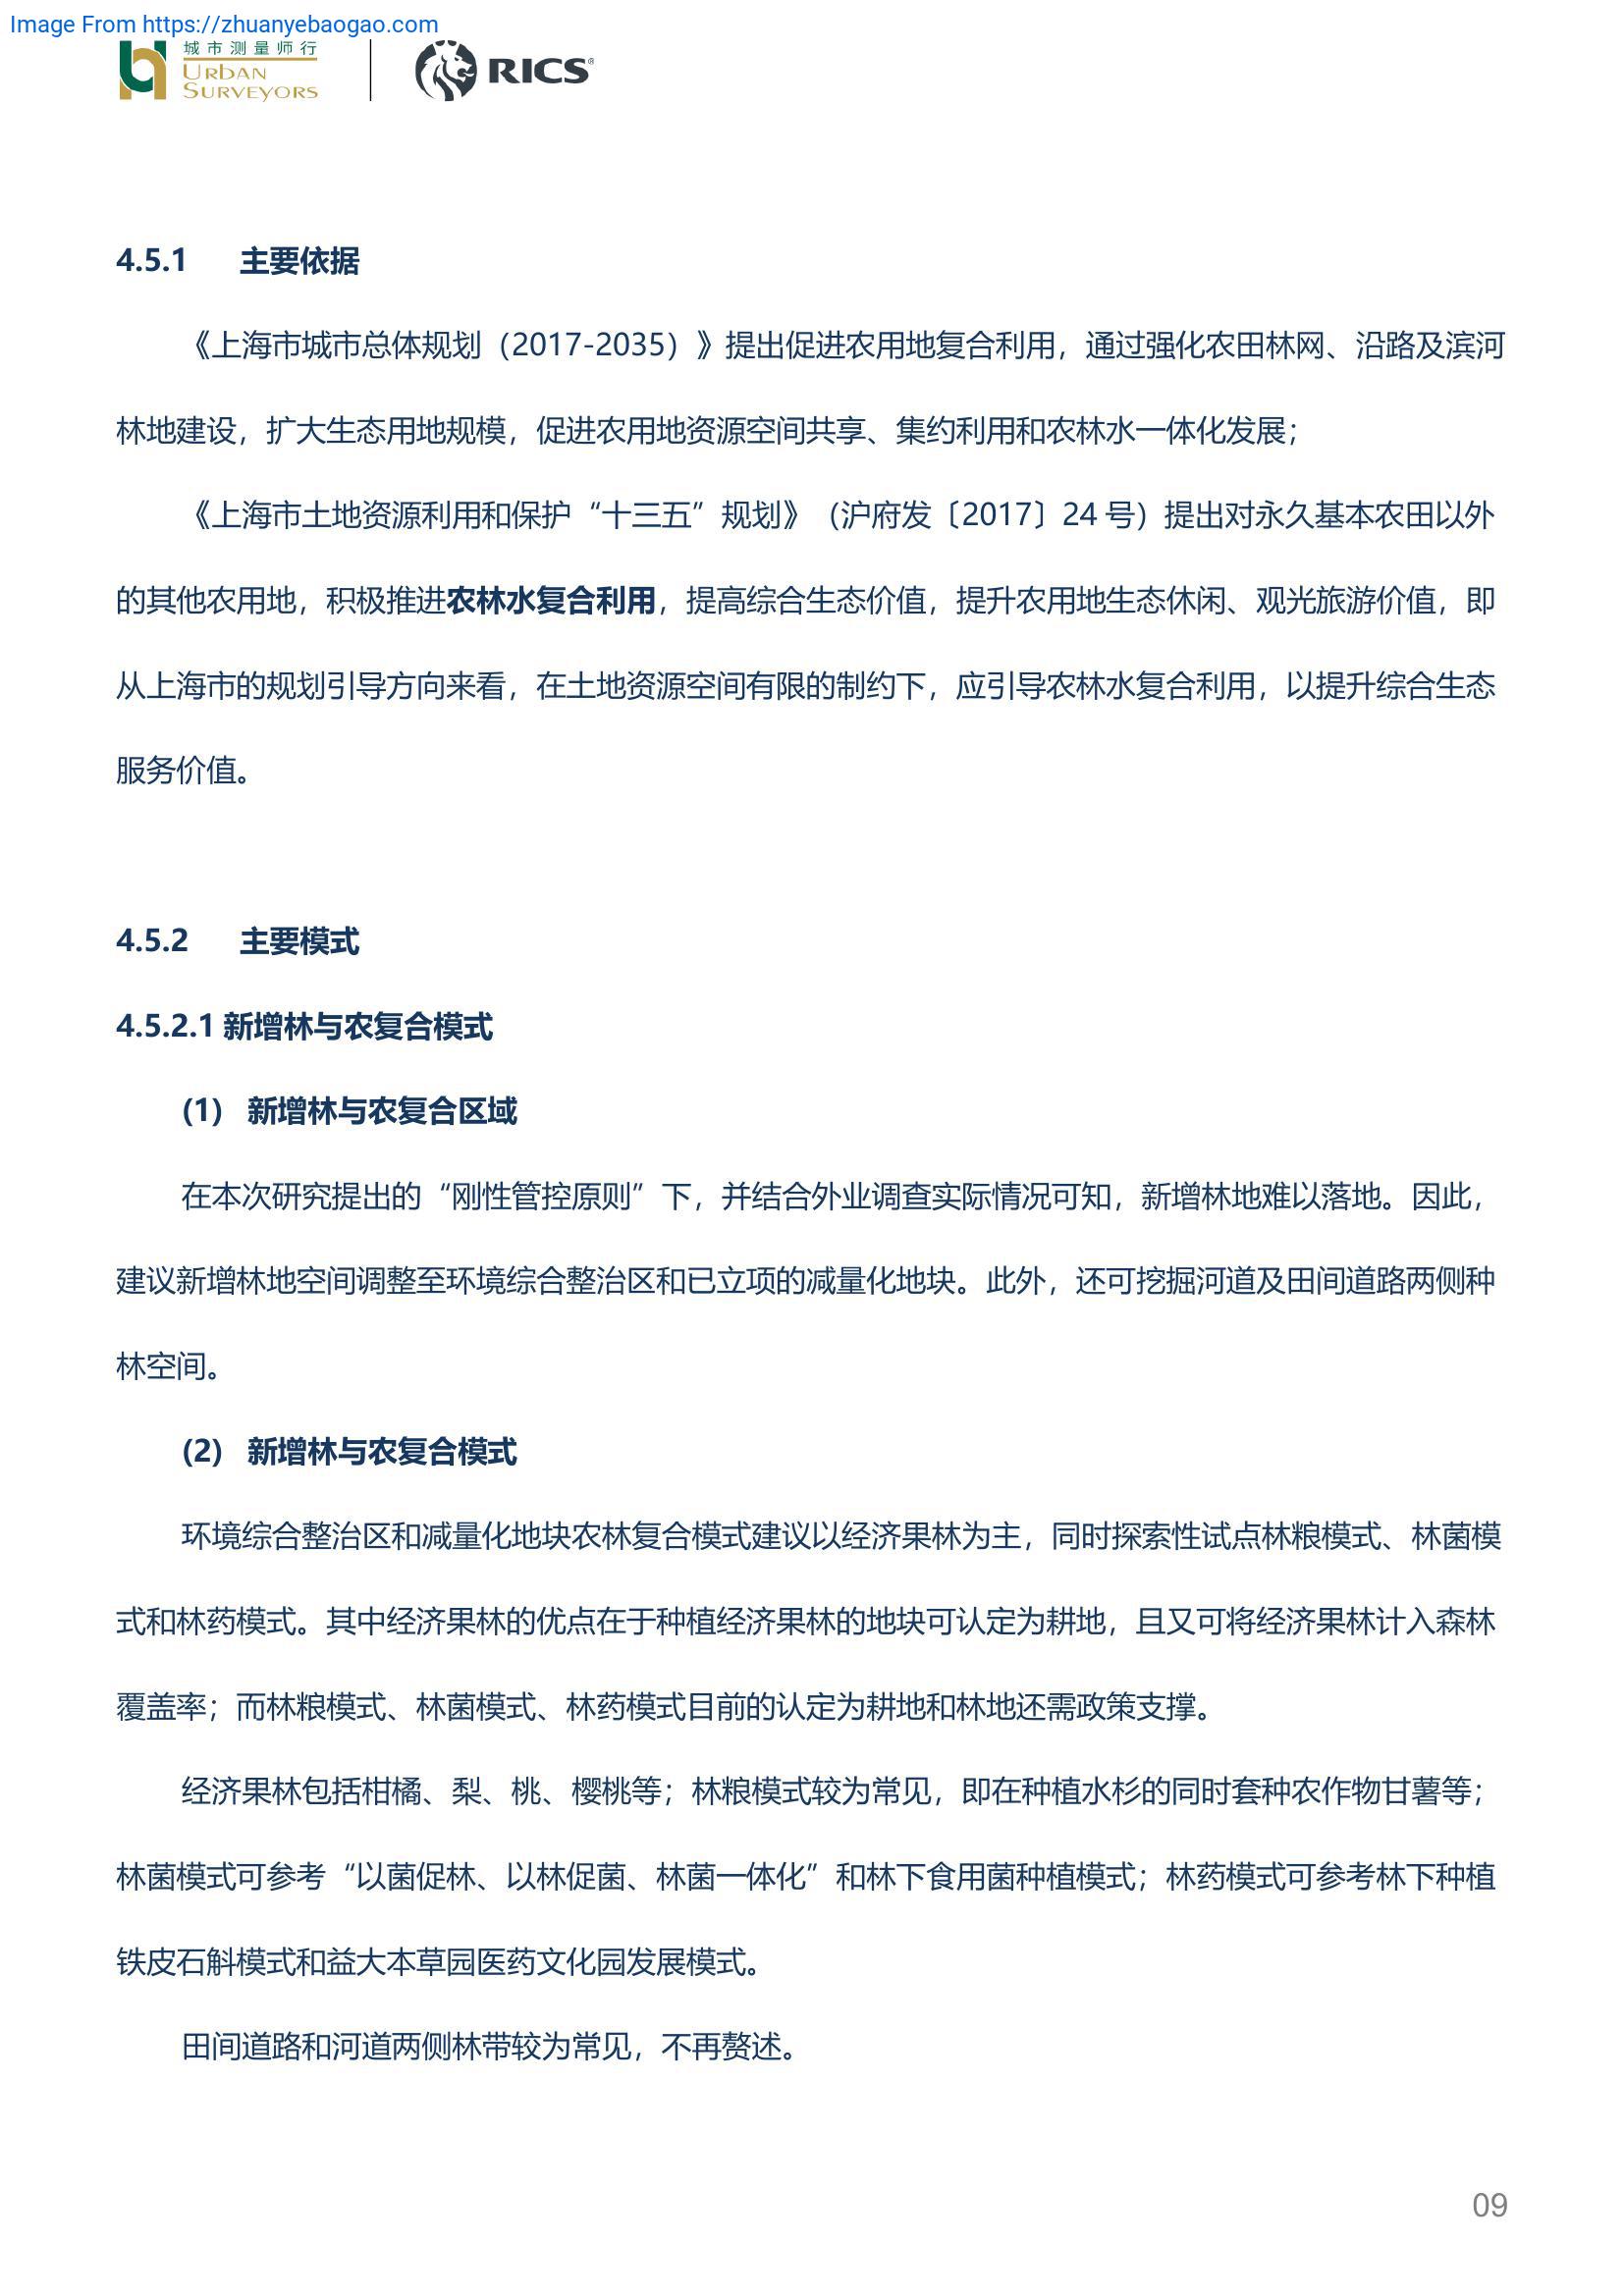 Image From https://zhuanyebaogao.com
城市测量师行
URBAN
SURVEYORS
RICS®
4.5.1 主要依据
《上海市城市总体规划（2017-2035）》提出促进农用地复合利用，通过强化农田林网、沿路及滨河
林地建设，扩大生态用地规模，促进农用地资源空间共享、集约利用和农林水一体化发展；
《上海市土地资源利用和保护“十三五”规划》（沪府发〔2017〕24 号）提出对永久基本农田以外
的其他农用地，积极推进农林水复合利用，提高综合生态价值，提升农用地生态休闲、观光旅游价值，即
从上海市的规划引导方向来看，在土地资源空间有限的制约下，应引导农林水复合利用，以提升综合生态
服务价值。
4.5.2 主要模式
4.5.2.1 新增林与农复合模式
(1) 新增林与农复合区域
在本次研究提出的“刚性管控原则”下，并结合外业调查实际情况可知，新增林地难以落地。因此，
建议新增林地空间调整至环境综合整治区和已立项的减量化地块。此外，还可挖掘河道及田间道路两侧种
林空间。
(2) 新增林与农复合模式
环境综合整治区和减量化地块农林复合模式建议以经济果林为主，同时探索性试点林粮模式、林菌模
式和林药模式。其中经济果林的优点在于种植经济果林的地块可认定为耕地，且又可将经济果林计入森林
覆盖率；而林粮模式、林菌模式、林药模式目前的认定为耕地和林地还需政策支撑。
经济果林包括柑橘、梨、桃、樱桃等；林粮模式较为常见，即在种植水杉的同时套种农作物甘薯等；
林菌模式可参考“以菌促林、以林促菌、林菌一体化”和林下食用菌种植模式；林药模式可参考林下种植
铁皮石斛模式和益大本草园医药文化园发展模式。
田间道路和河道两侧林带较为常见，不再赘述。
09